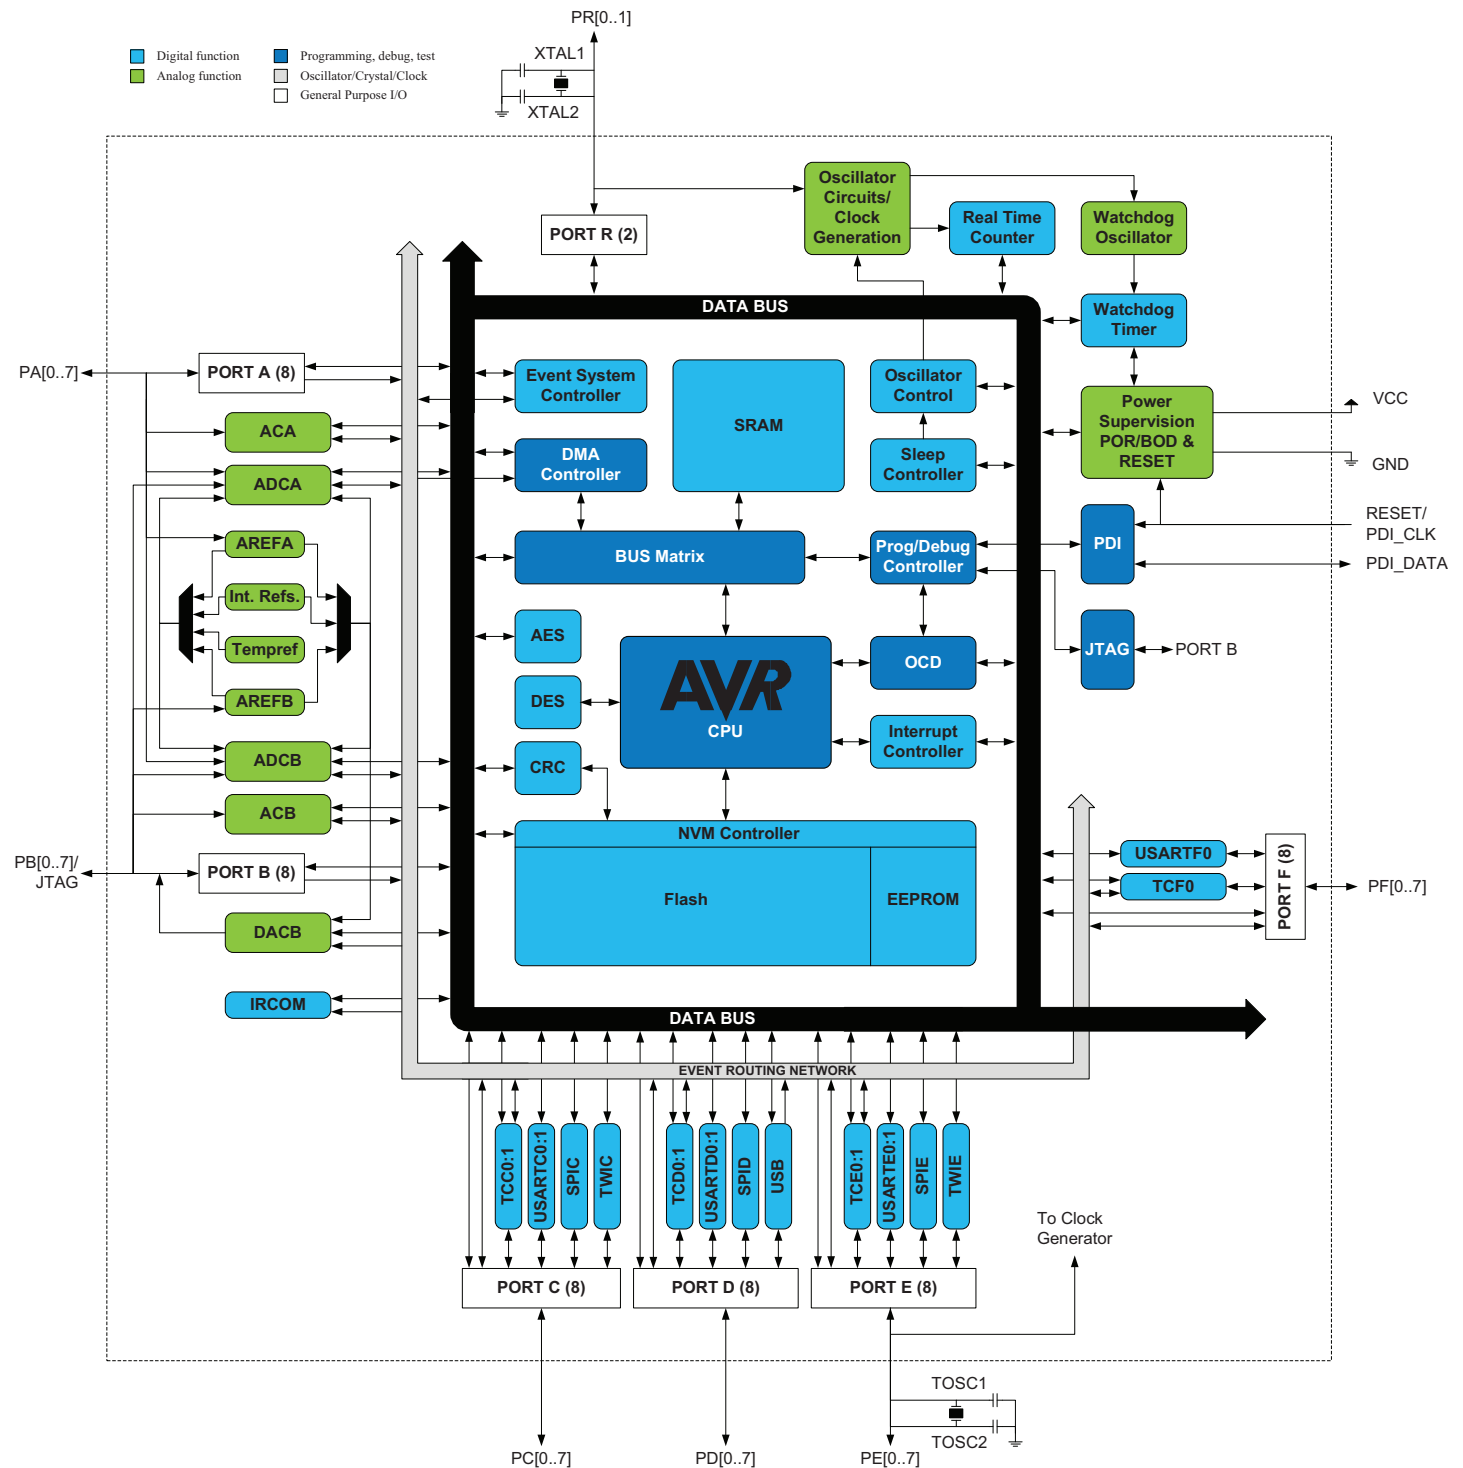 PR[0..1]
Digital function
Analog function
Programming, debug, test
Oscillator/Crystal/Clock
General Purpose I/O
XTAL1
XTAL2
Oscillator
Circuits/
Clock
Generation
Real Time
Counter
Watchdog
Oscillator
PORT R (2)
DATA BUS
Watchdog
Timer
PA[0..7]
PORT A (8)
Event System
Controller
SRAM
Oscillator
Control
Power
Supervision
POR/BOD &
RESET
VCC
GND
ACA
DMA
Controller
Sleep
Controller
ADCA
RESET/
PDI_CLK
PDI_DATA
AREFA
BUS Matrix
Prog/Debug
Controller
PDI
Int. Refs.
Tempref
AREFB
AES
DES
CRC
AVR
CPU
OCD
JTAG
PORT B
Interrupt
Controller
ADCB
ACB
PB[0..7]/
JTAG
PORT B (8)
DACB
IRCOM
NVM Controller
Flash
EEPROM
USARTF0
TCF0
PORT F (8)
PF[0..7]
DATA BUS
EVENT ROUTING NETWORK
TCC0:1
USARTC0:1
SPIC
TWIC
TCD0:1
USARTD0:1
SPID
USB
TCE0:1
USARTE0:1
SPIE
TWIE
To Clock
Generator
PORT C (8)
PORT D (8)
PORT E (8)
TOSC1
TOSC2
PC[0..7]
PD[0..7]
PE[0..7]